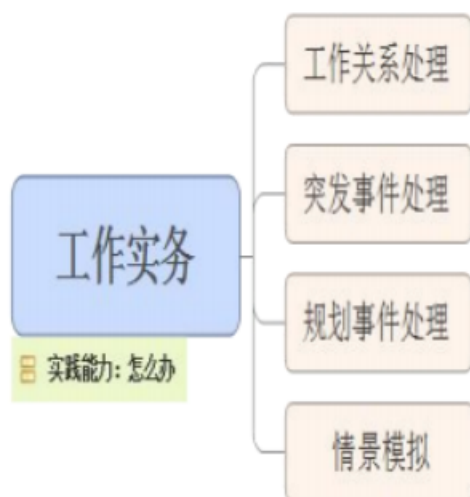 工作实务
实践能力：怎么办
工作关系处理
突发事件处理
规划事件处理
情景模拟